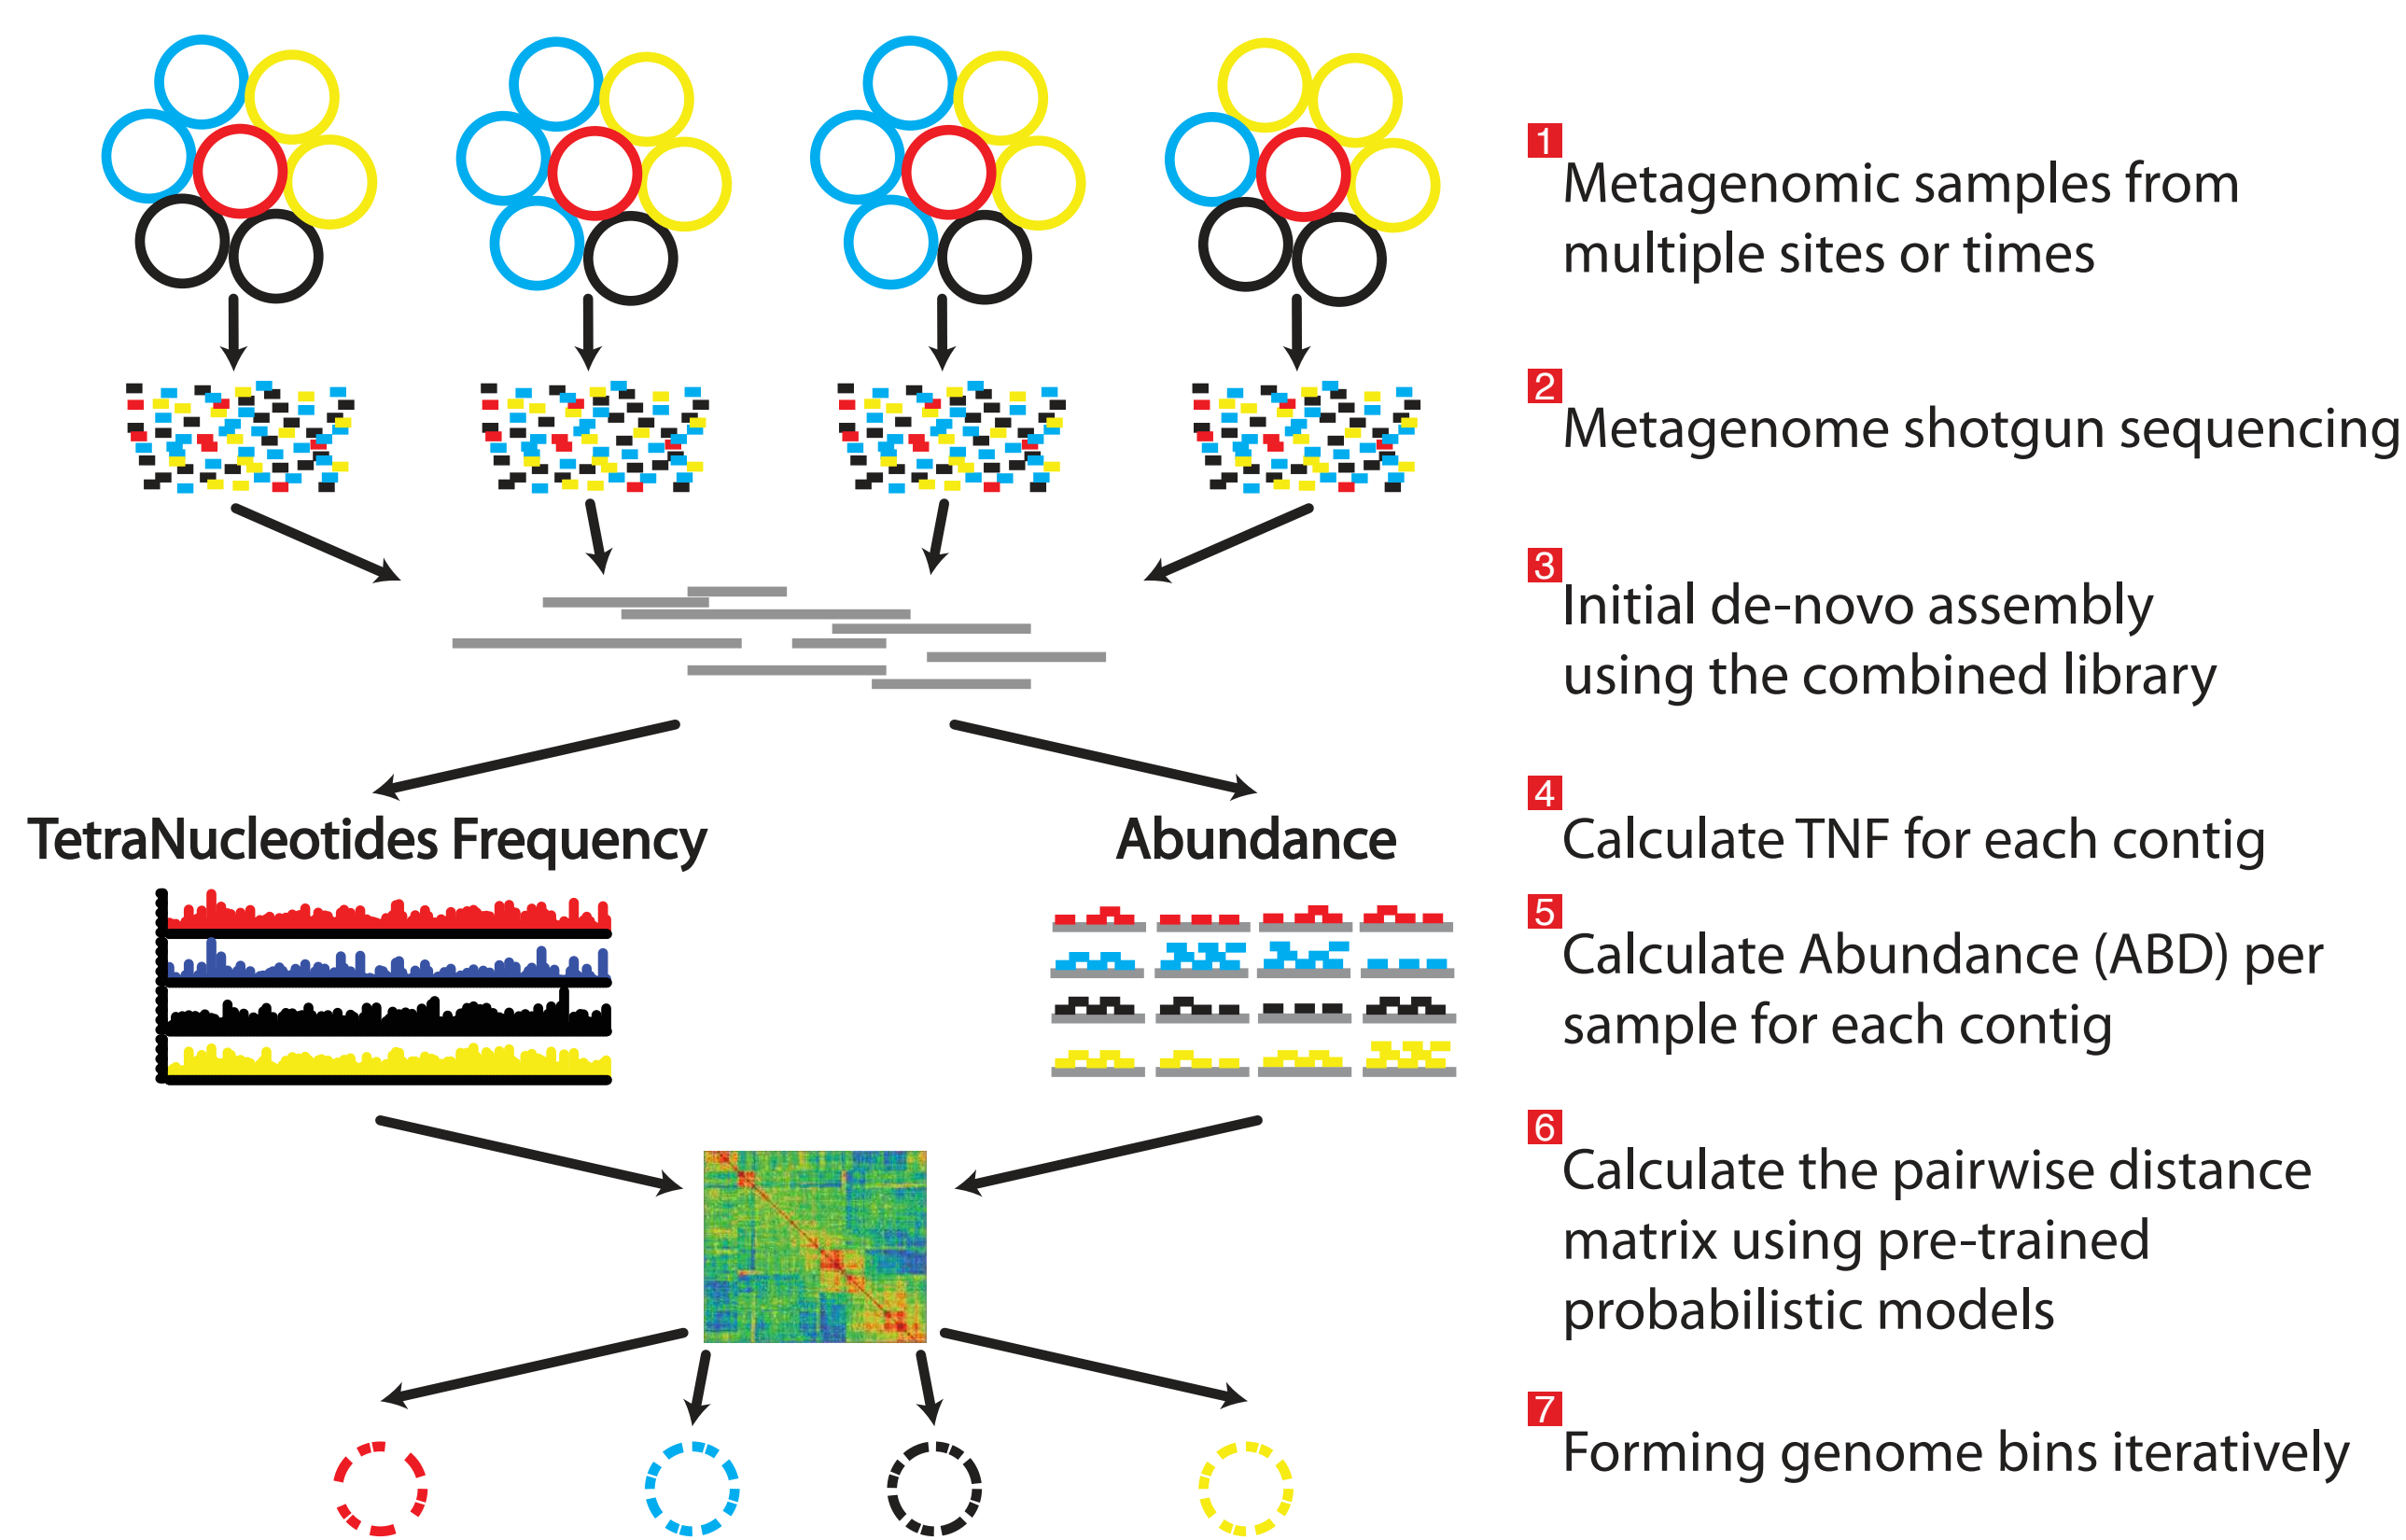 1
Metagenomic samples from
multiple sites or times
2
Metagenome shotgun sequencing
3
Initial de-novo assembly
using the combined library
TetraNucleotides Frequency
Abundance
4
Calculate TNF for each contig
5
Calculate Abundance (ABD) per
sample for each contig
6
Calculate the pairwise distance
matrix using pre-trained
probabilistic models
7
Forming genome bins iteratively